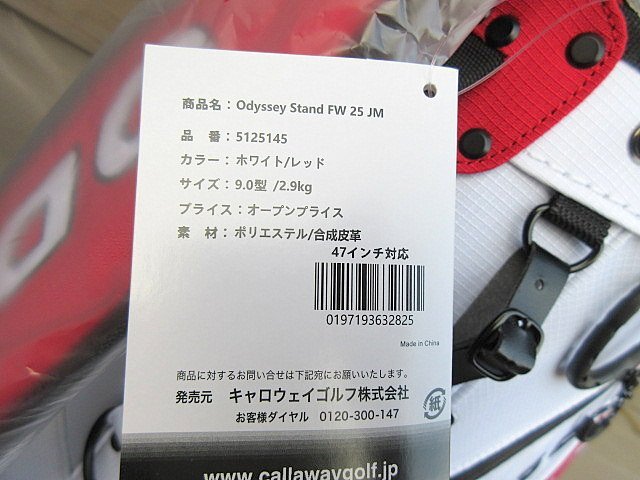 商品名：Odyssey Stand FW 25 JM
品 番：5125145
カラー：ホワイト/レッド
サイズ：9.0型 /2.9kg
プライス：オープンプライス
素 材：ポリエステル/合成皮革
47インチ対応
0197193632825
Made in China
商品に対するお問い合せは下記宛にお願いいたします。
発売元 キャロウェイゴルフ株式会社
お客様ダイヤル 0120-300-147
紙
www.callawaygolf.jp